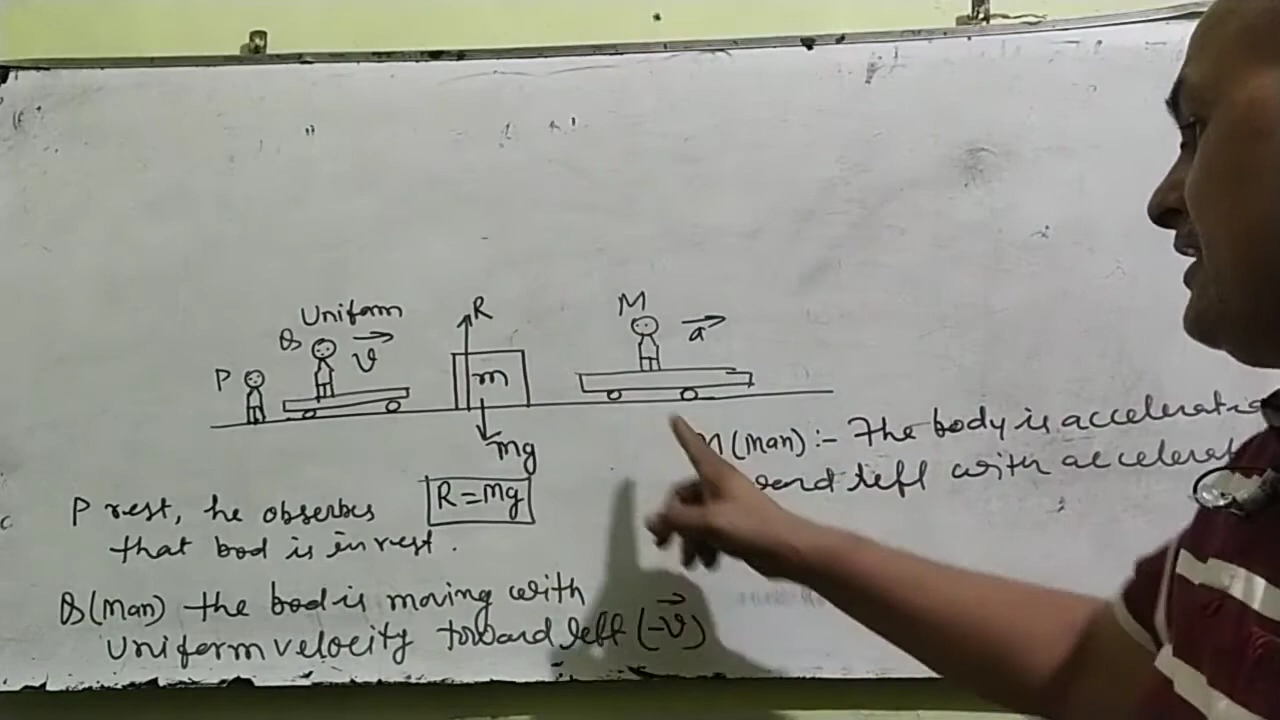 Uniform
B
v
P
R
m
mg
R = mg
M
a
M (Man) :- The body is acceleratio
ward left with accelerat
P rest, he observes
that bod is in rest.
B (Man) the bod is moving with
Uniform velocity toward left (-v)